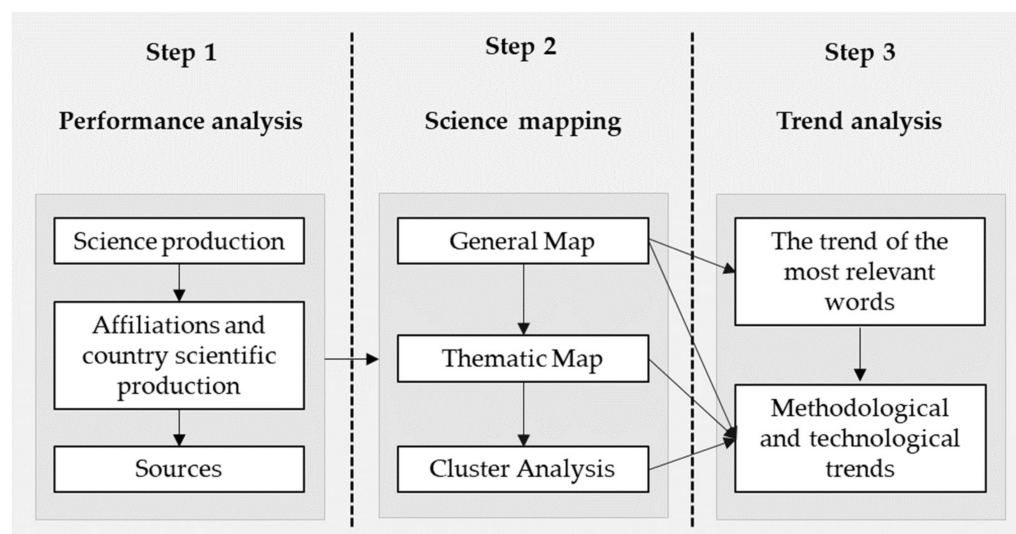 Step 1
Performance analysis
Science production
Affiliations and
country scientific
production
Sources
Step 2
Science mapping
General Map
Thematic Map
Cluster Analysis
Step 3
Trend analysis
The trend of the
most relevant
words
Methodological
and technological
trends